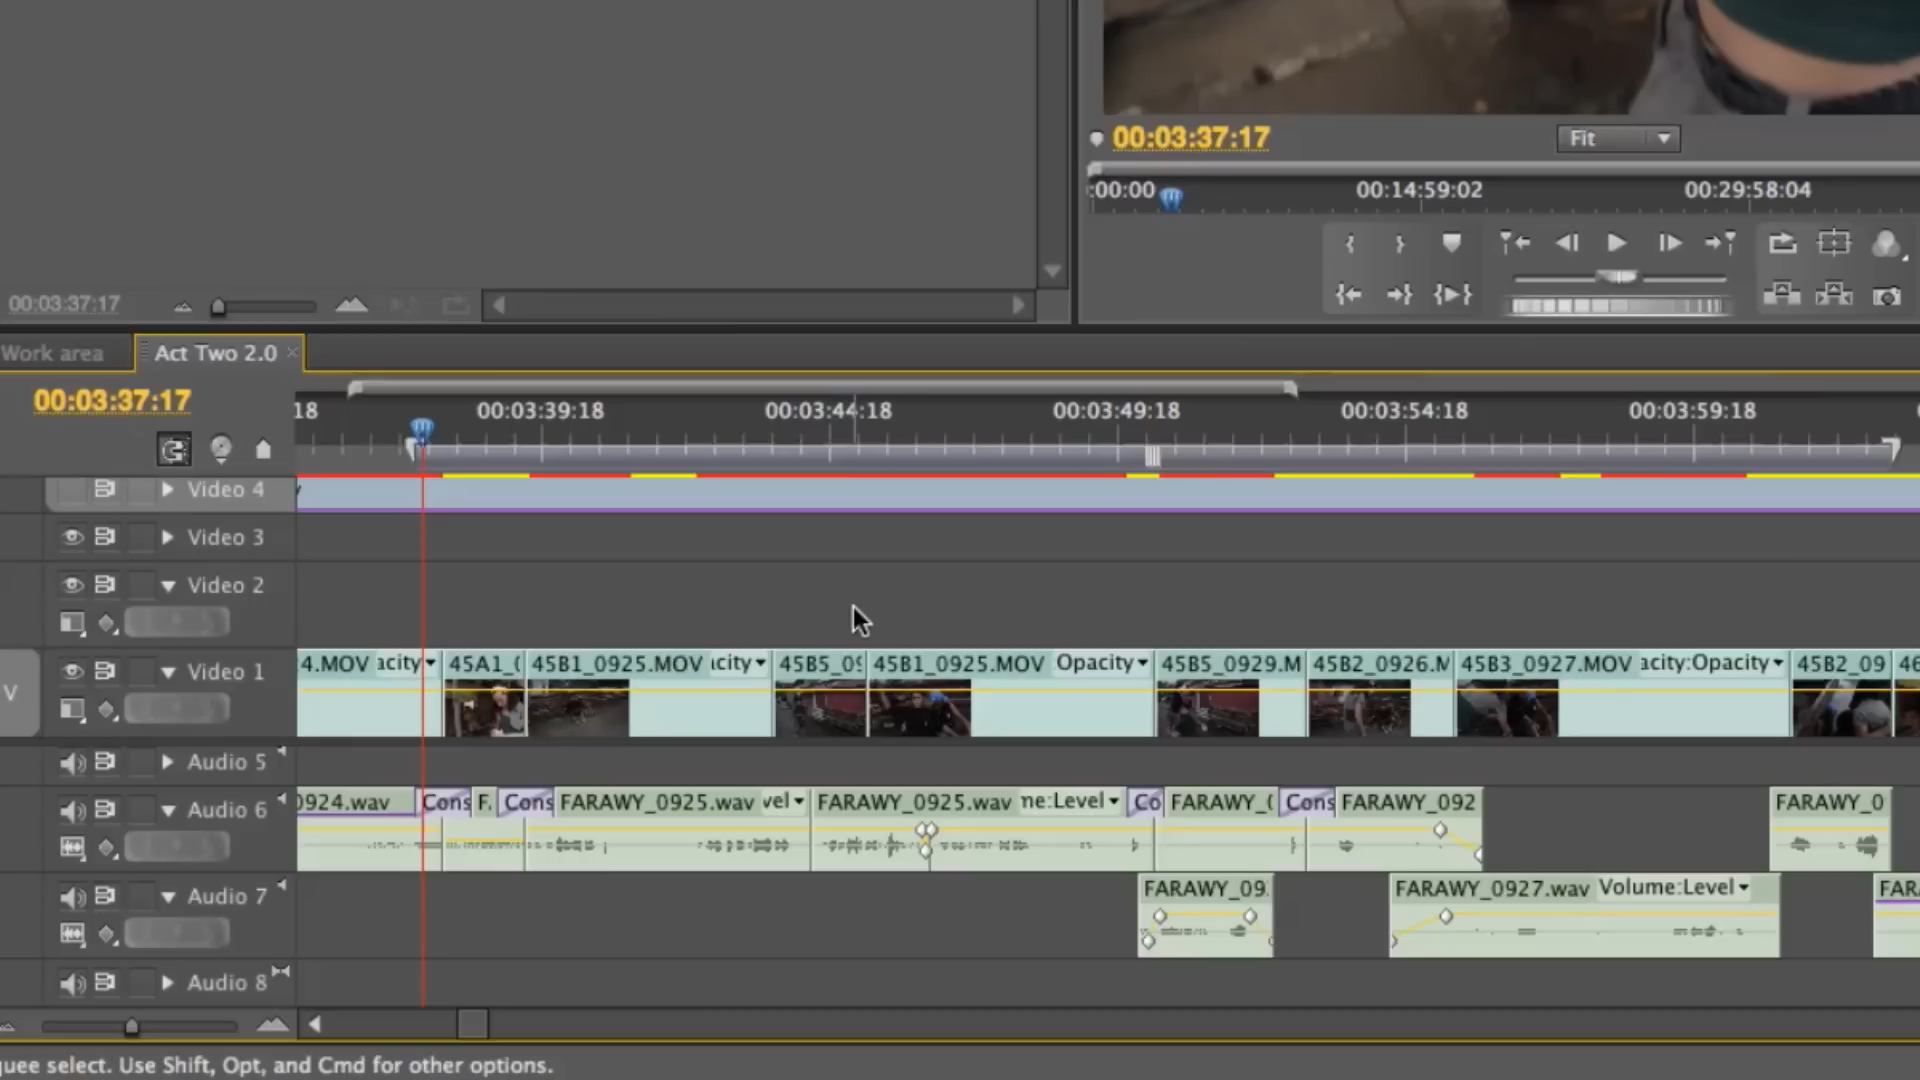 00:03:37:17
Fit
:00:00 00:14:59:02 00:29:58:04
00:03:37:17
Work area
Act Two 2.0
00:03:37:17
18 00:03:39:18 00:03:44:18 00:03:49:18 00:03:54:18 00:03:59:18
Video 4
Video 3
Video 2
V
Video 1
4.MOV acity 45A1_( 45B1_0925.MOV acity 45B5_09 45B1_0925.MOV Opacity 45B5_0929.M 45B2_0926.M 45B3_0927.MOV acity:Opacity 45B2_09 46
Audio 5
Audio 6
0924.wav Cons F. Cons FARAWY_0925.wav vel FARAWY_0925.wav ne:Level Co FARAWY_( Cons FARAWY_092 FARAWY_0
Audio 7
FARAWY_09. FARAWY_0927.wav Volume:Level FARA
Audio 8
quee select. Use Shift, Opt, and Cmd for other options.